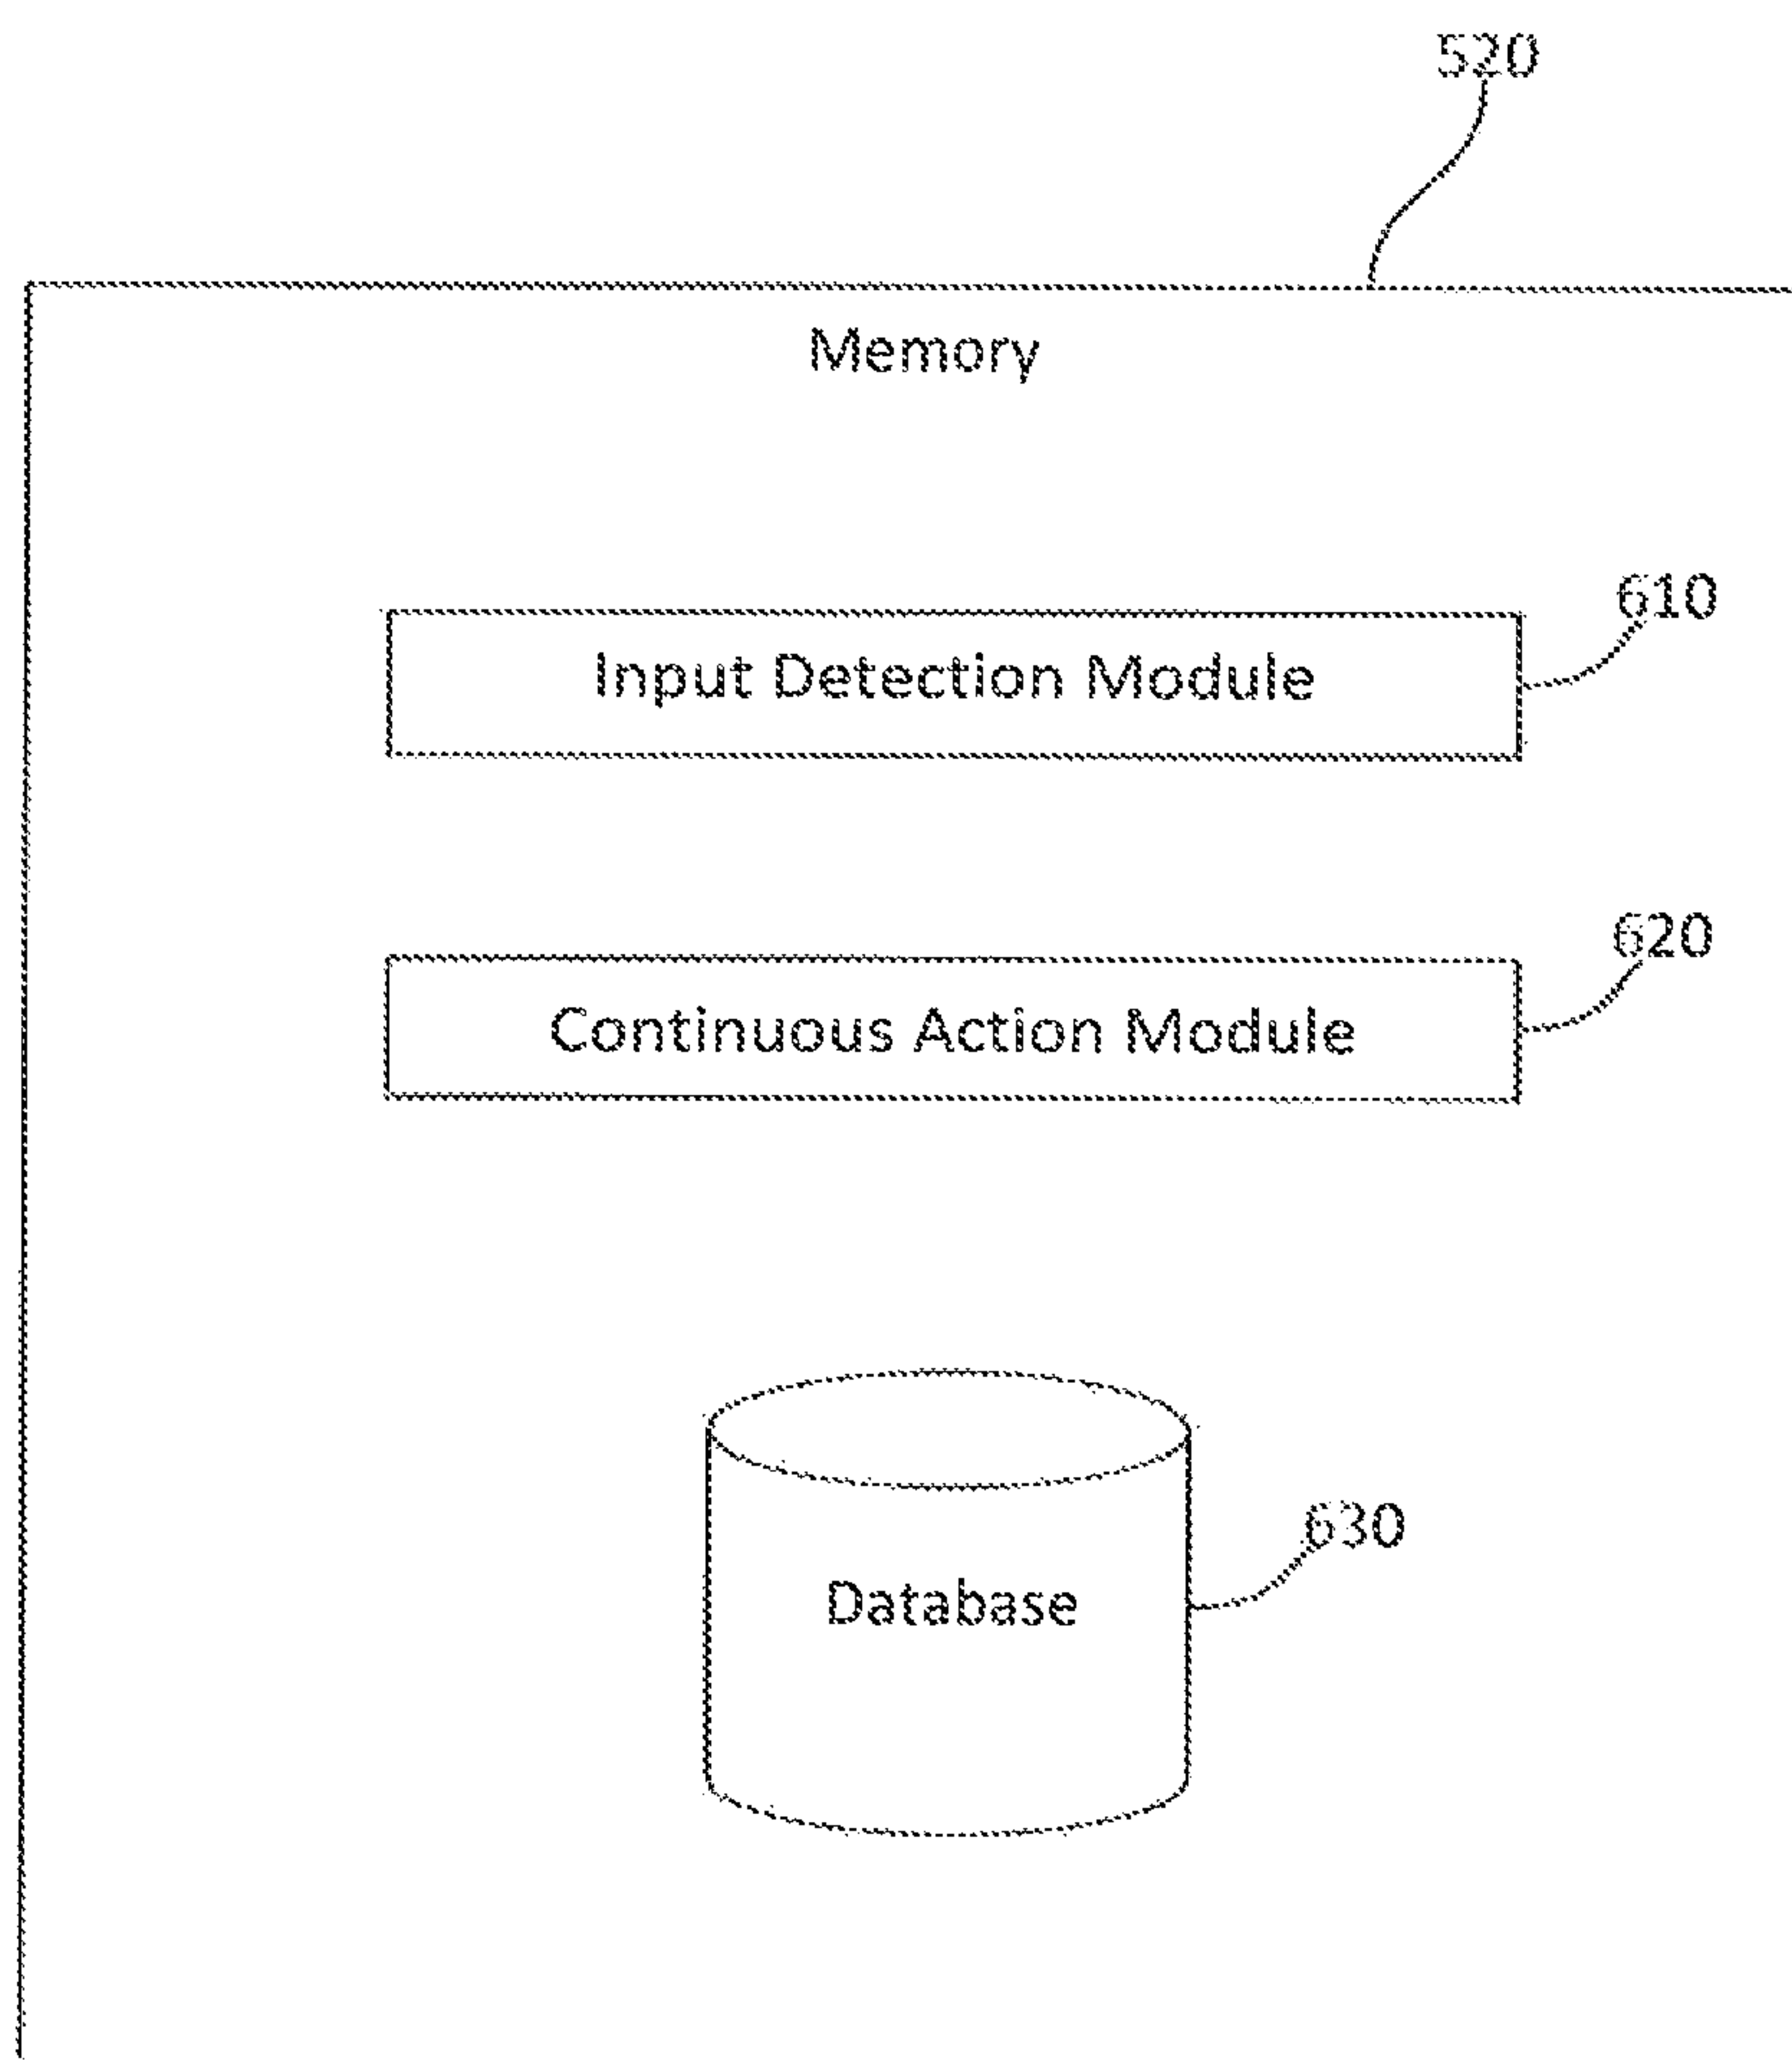 520
Memory
610
Input Detection Module
620
Continuous Action Module
630
Database